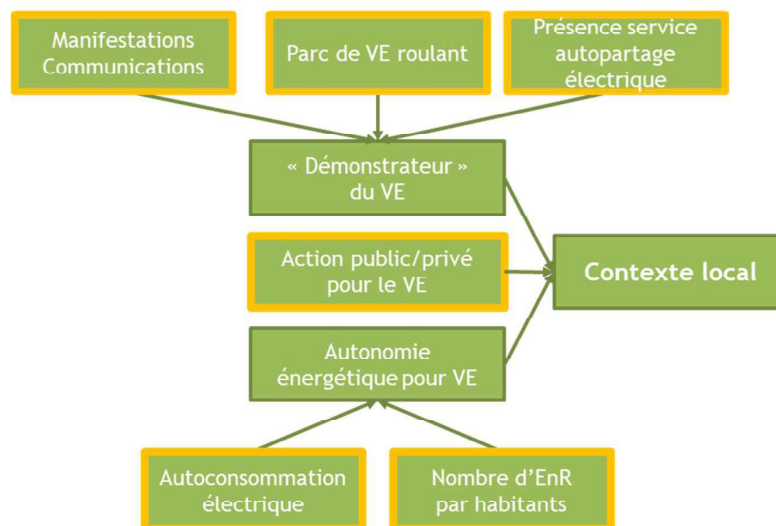 Manifestations
Communications
Parc de VE roulant
Présence service
autopartage
électrique
« Démonstrateur »
du VE
Action public/privé
pour le VE
Contexte local
Autonomie
énergétique pour VE
Autoconsommation
électrique
Nombre d’EnR
par habitants